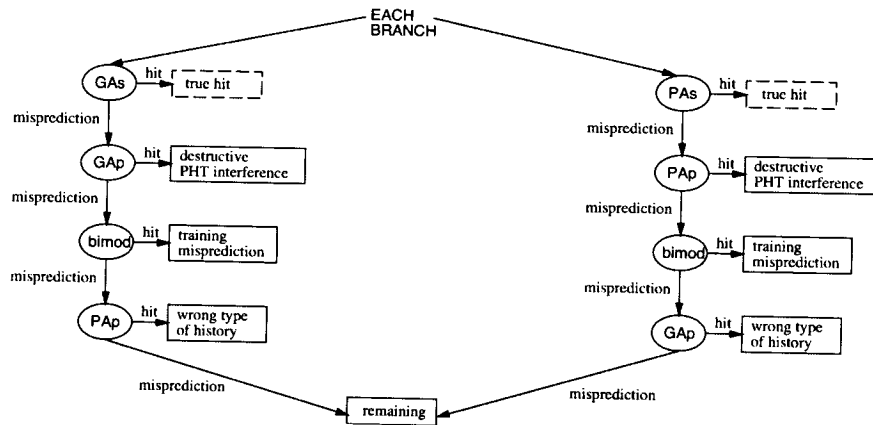 EACH
BRANCH
GAs
hit
true hit
misprediction
GAp
hit
destructive
PHT interference
misprediction
bimod
hit
training
misprediction
misprediction
PAp
hit
wrong type
of history
misprediction
PAs
hit
true hit
misprediction
PAp
hit
destructive
PHT interference
misprediction
bimod
hit
training
misprediction
misprediction
GAp
hit
wrong type
of history
misprediction
remaining